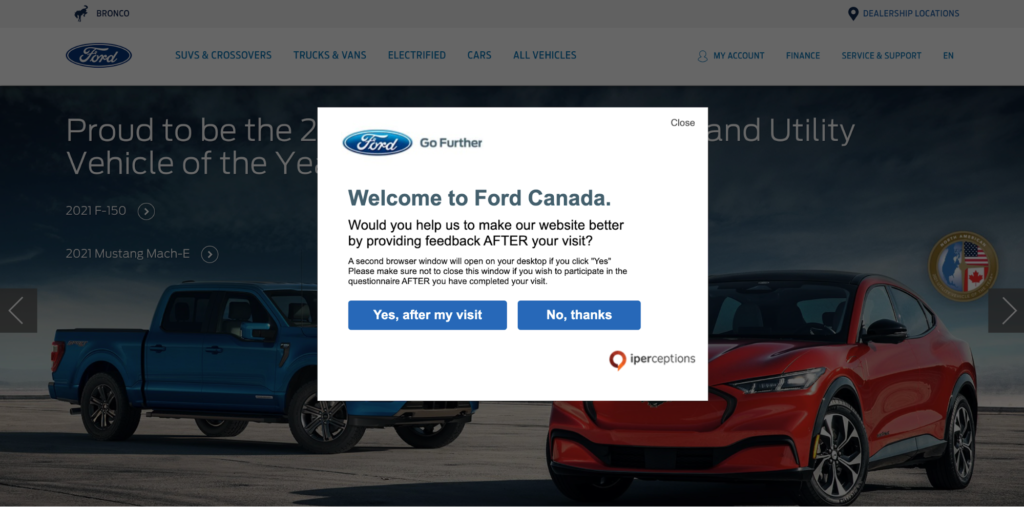 BRONCO
DEALERSHIP LOCATIONS
Ford
SUVS & CROSSOVERS TRUCKS & VANS ELECTRIFIED CARS ALL VEHICLES MY ACCOUNT FINANCE SERVICE & SUPPORT EN
Proud to be the 2 and Utility
Vehicle of the Yea
2021 F-150
2021 Mustang Mach-E
Close
Ford Go Further
Welcome to Ford Canada.
Would you help us to make our website better
by providing feedback AFTER your visit?
A second browser window will open on your desktop if you click "Yes"
Please make sure not to close this window if you wish to participate in the
questionnaire AFTER you have completed your visit.
Yes, after my visit No, thanks
iperceptions